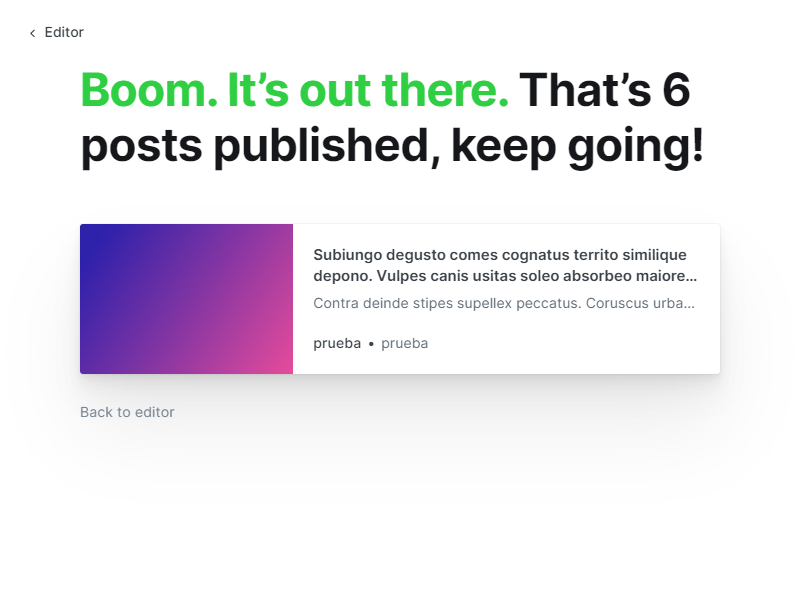 Editor
Boom. It’s out there. That’s 6
posts published, keep going!
Subiungo degusto comes cognatus territo similique
depono. Vulpes canis usitas soleo absorbeo maiore...
Contra deinde stipes supellex peccatus. Coruscus urba...
prueba • prueba
Back to editor